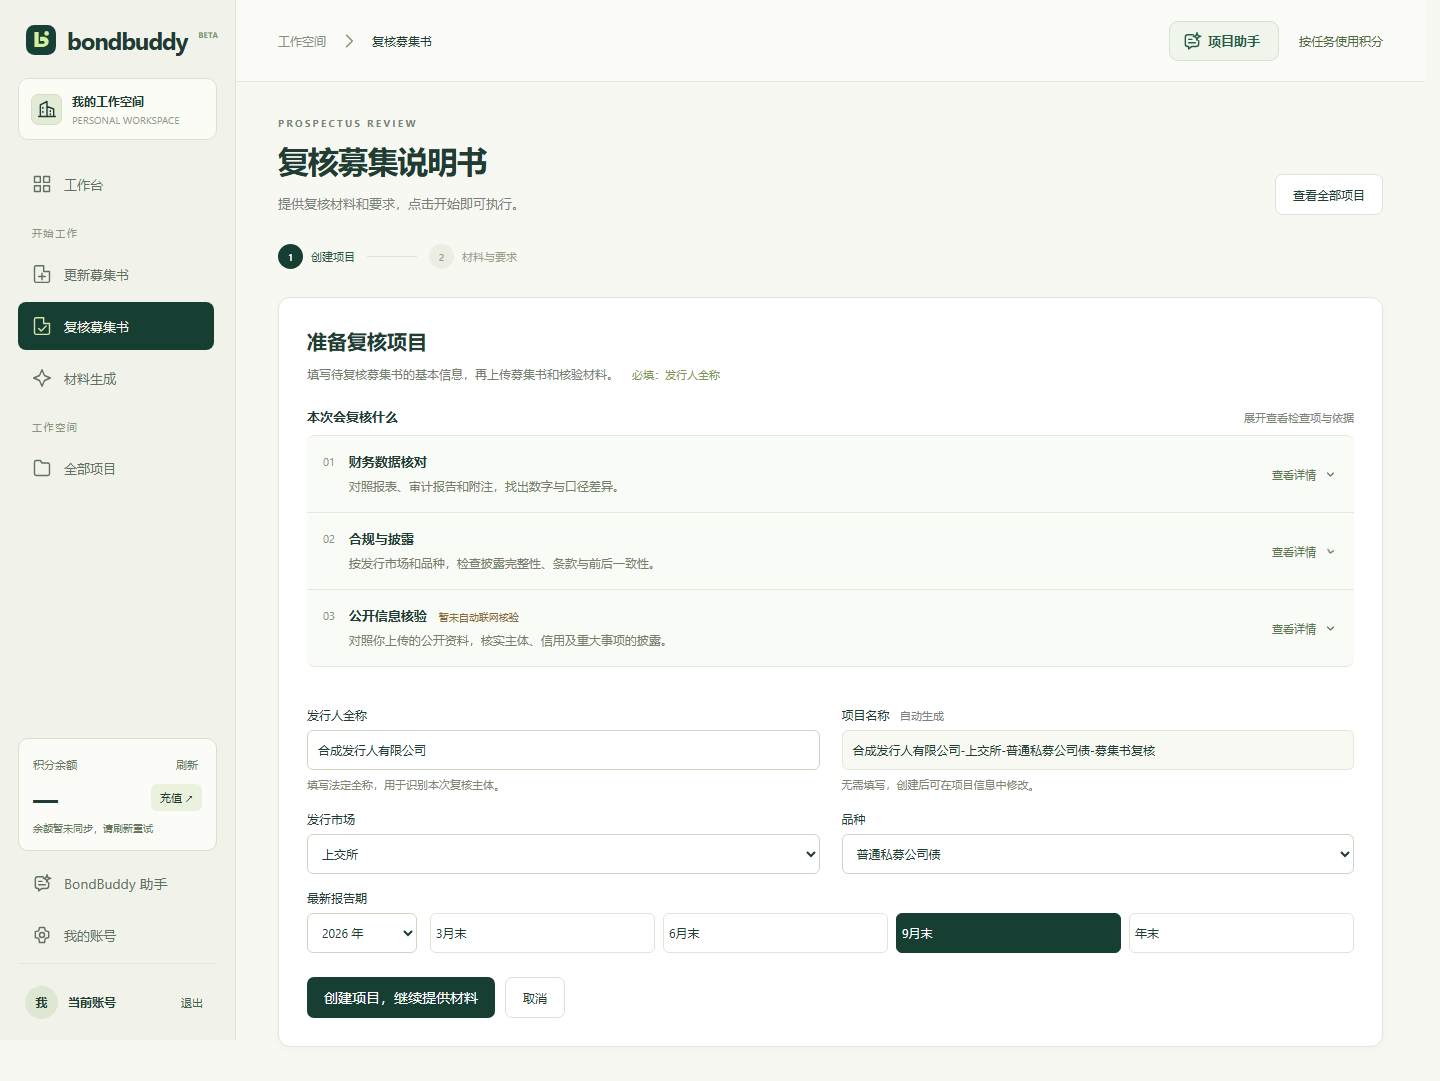 bondbuddy BETA
我的工作空间
PERSONAL WORKSPACE
工作台
开始工作
更新募集书
复核募集书
材料生成
工作空间
全部项目
积分余额 刷新
— 充值 ↗
余额暂未同步，请刷新重试
BondBuddy 助手
我的账号
我 当前账号 退出
工作空间 > 复核募集书
项目助手 按任务使用积分
PROSPECTUS REVIEW
复核募集说明书
提供复核材料和要求，点击开始即可执行。
查看全部项目
1 创建项目 2 材料与要求
准备复核项目
填写待复核募集书的基本信息，再上传募集书和核验材料。 必填：发行人全称
本次会复核什么 展开查看检查项与依据
01 财务数据核对
对照报表、审计报告和附注，找出数字与口径差异。
查看详情
02 合规与披露
按发行市场和品种，检查披露完整性、条款与前后一致性。
查看详情
03 公开信息核验 暂未自动联网核验
对照你上传的公开资料，核实主体、信用及重大事项的披露。
查看详情
发行人全称
合成发行人有限公司
填写法定全称，用于识别本次复核主体。
项目名称 自动生成
合成发行人有限公司-上交所-普通私募公司债-募集书复核
无需填写，创建后可在项目信息中修改。
发行市场
上交所
品种
普通私募公司债
最新报告期
2026 年 3月末 6月末 9月末 年末
创建项目，继续提供材料 取消